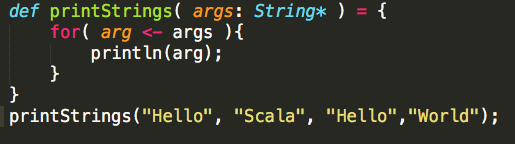 def printStrings( args: String* ) = {
    for( arg <- args ){
        println(arg);
    }
}
printStrings("Hello", "Scala", "Hello","World");